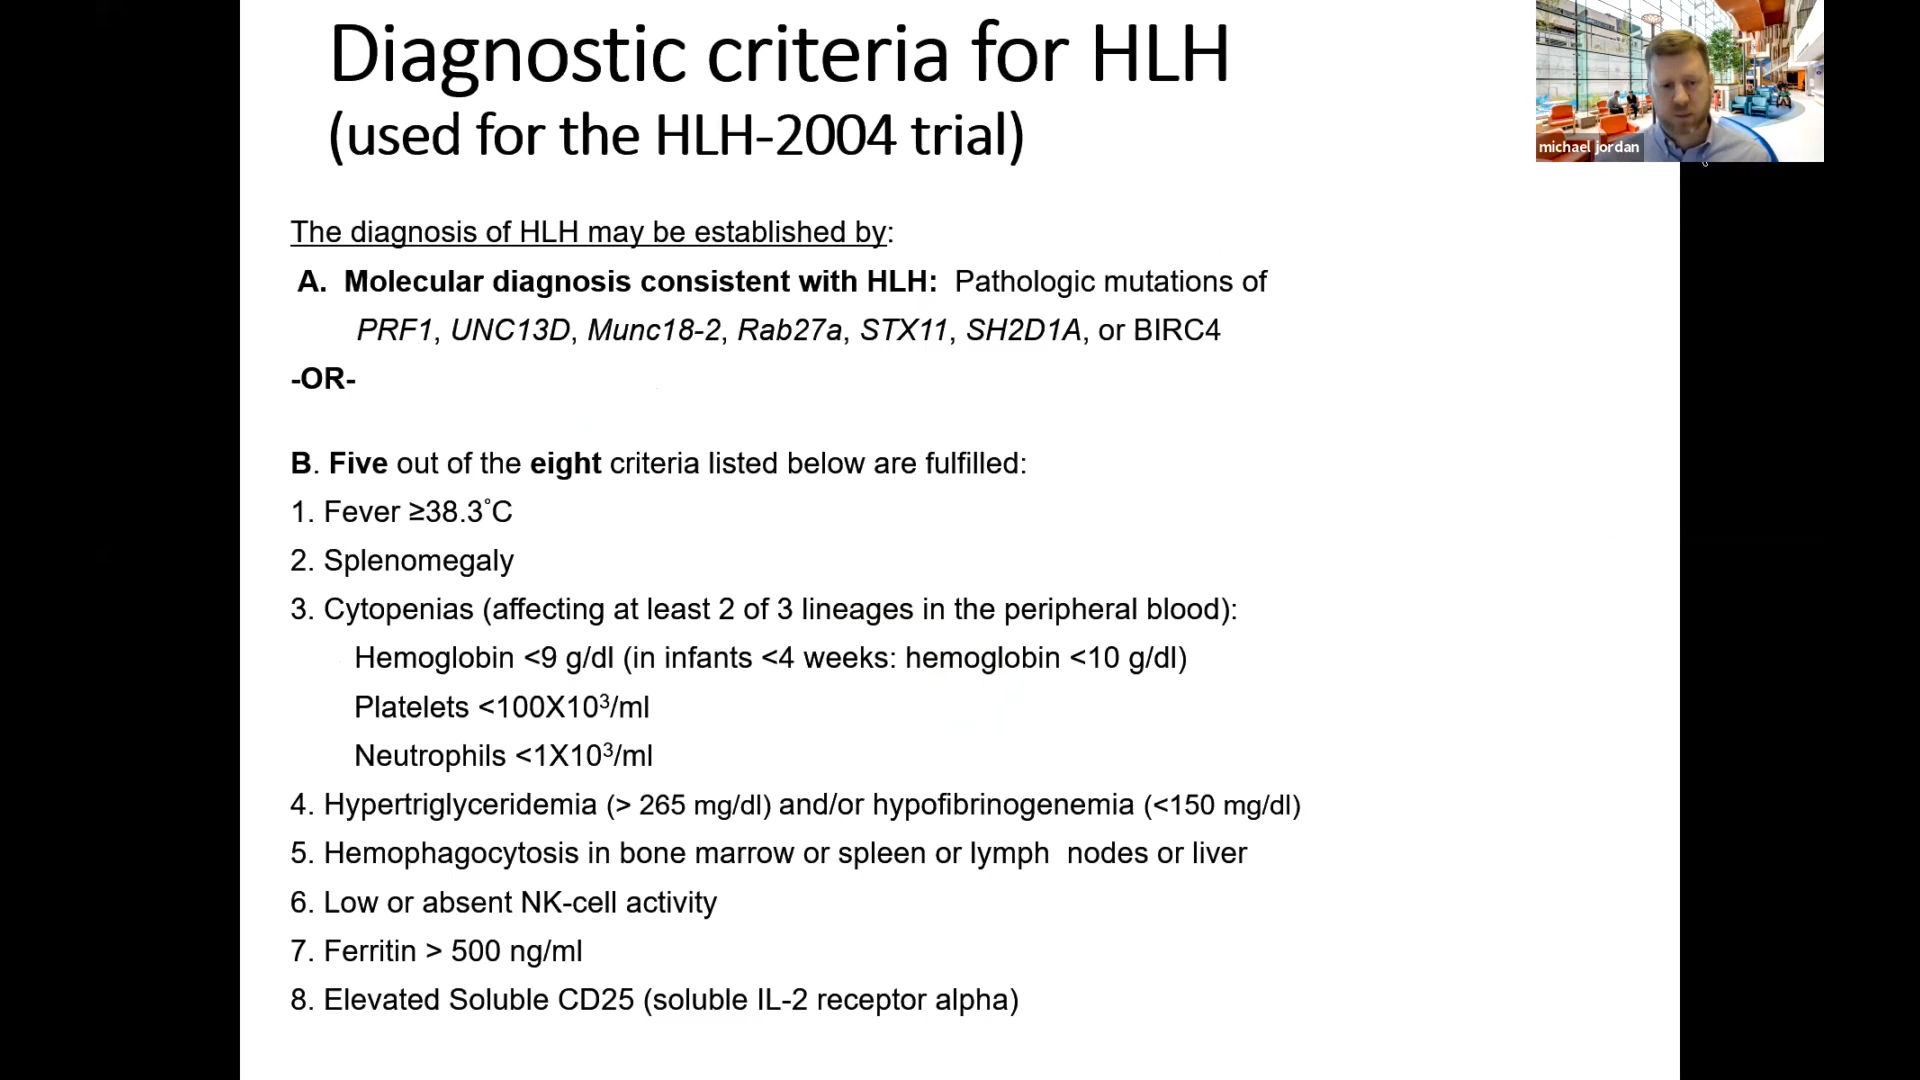 Diagnostic criteria for HLH
(used for the HLH-2004 trial)
michael jordan
The diagnosis of HLH may be established by:
A. Molecular diagnosis consistent with HLH: Pathologic mutations of
PRF1, UNC13D, Munc18-2, Rab27a, STX11, SH2D1A, or BIRC4
-OR-
B. Five out of the eight criteria listed below are fulfilled:
1. Fever ≥38.3°C
2. Splenomegaly
3. Cytopenias (affecting at least 2 of 3 lineages in the peripheral blood):
Hemoglobin <9 g/dl (in infants <4 weeks: hemoglobin <10 g/dl)
Platelets <100X10³/ml
Neutrophils <1X10³/ml
4. Hypertriglyceridemia (> 265 mg/dl) and/or hypofibrinogenemia (<150 mg/dl)
5. Hemophagocytosis in bone marrow or spleen or lymph nodes or liver
6. Low or absent NK-cell activity
7. Ferritin > 500 ng/ml
8. Elevated Soluble CD25 (soluble IL-2 receptor alpha)